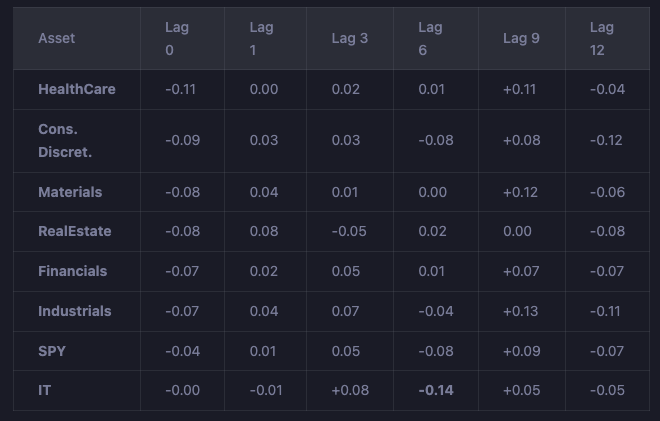 Asset Lag 0 Lag 1 Lag 3 Lag 6 Lag 9 Lag 12
HealthCare -0.11 0.00 0.02 0.01 +0.11 -0.04
Cons. Discret. -0.09 0.03 0.03 -0.08 +0.08 -0.12
Materials -0.08 0.04 0.01 0.00 +0.12 -0.06
RealEstate -0.08 0.08 -0.05 0.02 0.00 -0.08
Financials -0.07 0.02 0.05 0.01 +0.07 -0.07
Industrials -0.07 0.04 0.07 -0.04 +0.13 -0.11
SPY -0.04 0.01 0.05 -0.08 +0.09 -0.07
IT -0.00 -0.01 +0.08 -0.14 +0.05 -0.05